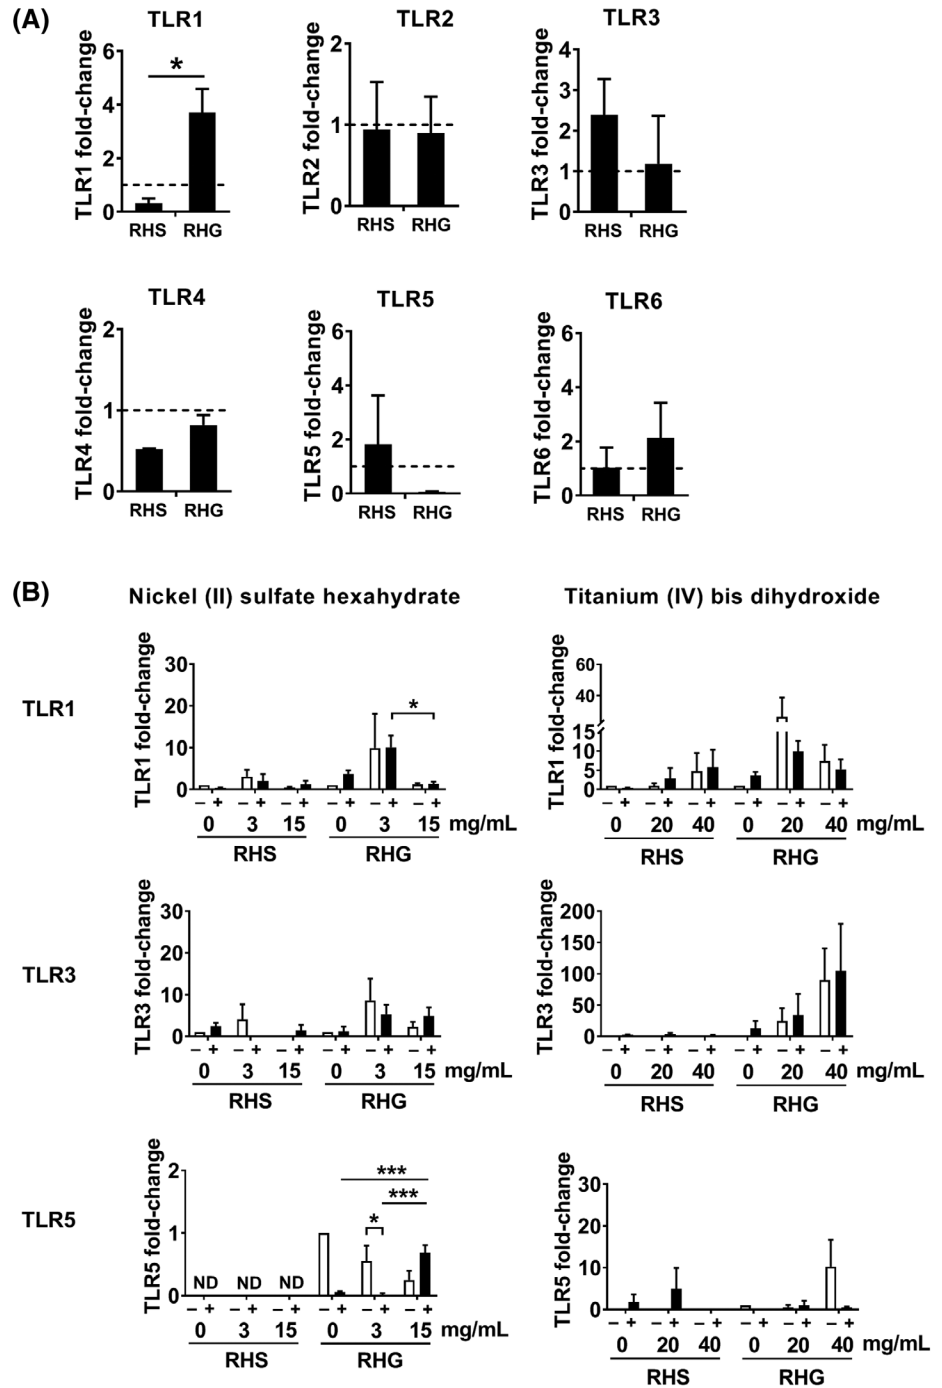 (A)
TLR1
TLR1 fold-change
6
4
2
0
*
RHS RHG
TLR2
TLR2 fold-change
2
1
0
RHS RHG
TLR3
TLR3 fold-change
4
3
2
1
0
RHS RHG
TLR4
TLR4 fold-change
2
1
0
RHS RHG
TLR5
TLR5 fold-change
6
4
2
0
RHS RHG
TLR6
TLR6 fold-change
6
4
2
0
RHS RHG
(B)
Nickel (II) sulfate hexahydrate
Titanium (IV) bis dihydroxide
TLR1
TLR1 fold-change
30
20
10
0
*
– + – + – + – + – + – +
0 3 15 0 3 15 mg/mL
RHS RHG
TLR1 fold-change
60
40
15
10
5
0
– + – + – + – + – + – +
0 20 40 0 20 40 mg/mL
RHS RHG
TLR3
TLR3 fold-change
30
20
10
0
– + – + – + – + – + – +
0 3 15 0 3 15 mg/mL
RHS RHG
TLR3 fold-change
200
150
100
50
0
– + – + – + – + – + – +
0 20 40 0 20 40 mg/mL
RHS RHG
TLR5
TLR5 fold-change
2
1
0
ND ND ND
***
***
*
– + – + – + – + – + – +
0 3 15 0 3 15 mg/mL
RHS RHG
TLR5 fold-change
30
20
10
0
– + – + – + – + – + – +
0 20 40 0 20 40 mg/mL
RHS RHG